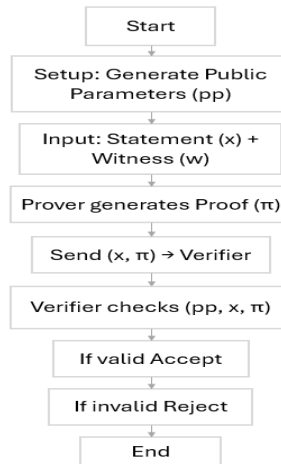 Start
Setup: Generate Public
Parameters (pp)
Input: Statement (x) +
Witness (w)
Prover generates Proof (π)
Send (x, π) → Verifier
Verifier checks (pp, x, π)
If valid Accept
If invalid Reject
End